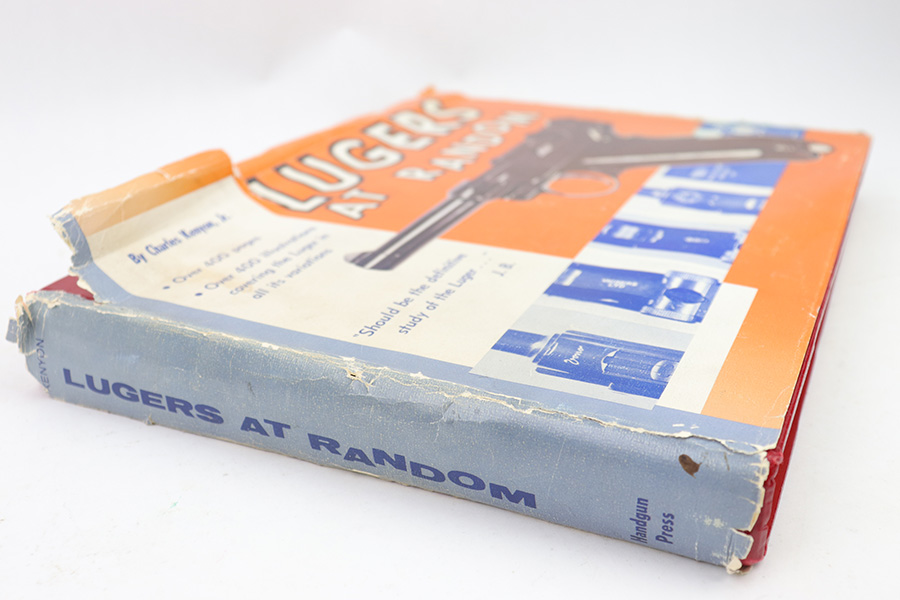 LUGERS
AT RANDOM
By Charles Kenyon, Jr.
• Over 400 pages
• Over 400 illustrations
covering the Luger in
all its variations
"Should be the definitive
study of the Luger . . .
J. B.
KENYON
LUGERS AT RANDOM
Handgun
Press